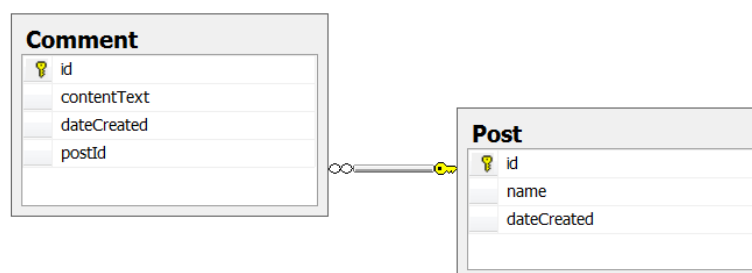 Comment
id
contentText
dateCreated
postId
Post
id
name
dateCreated